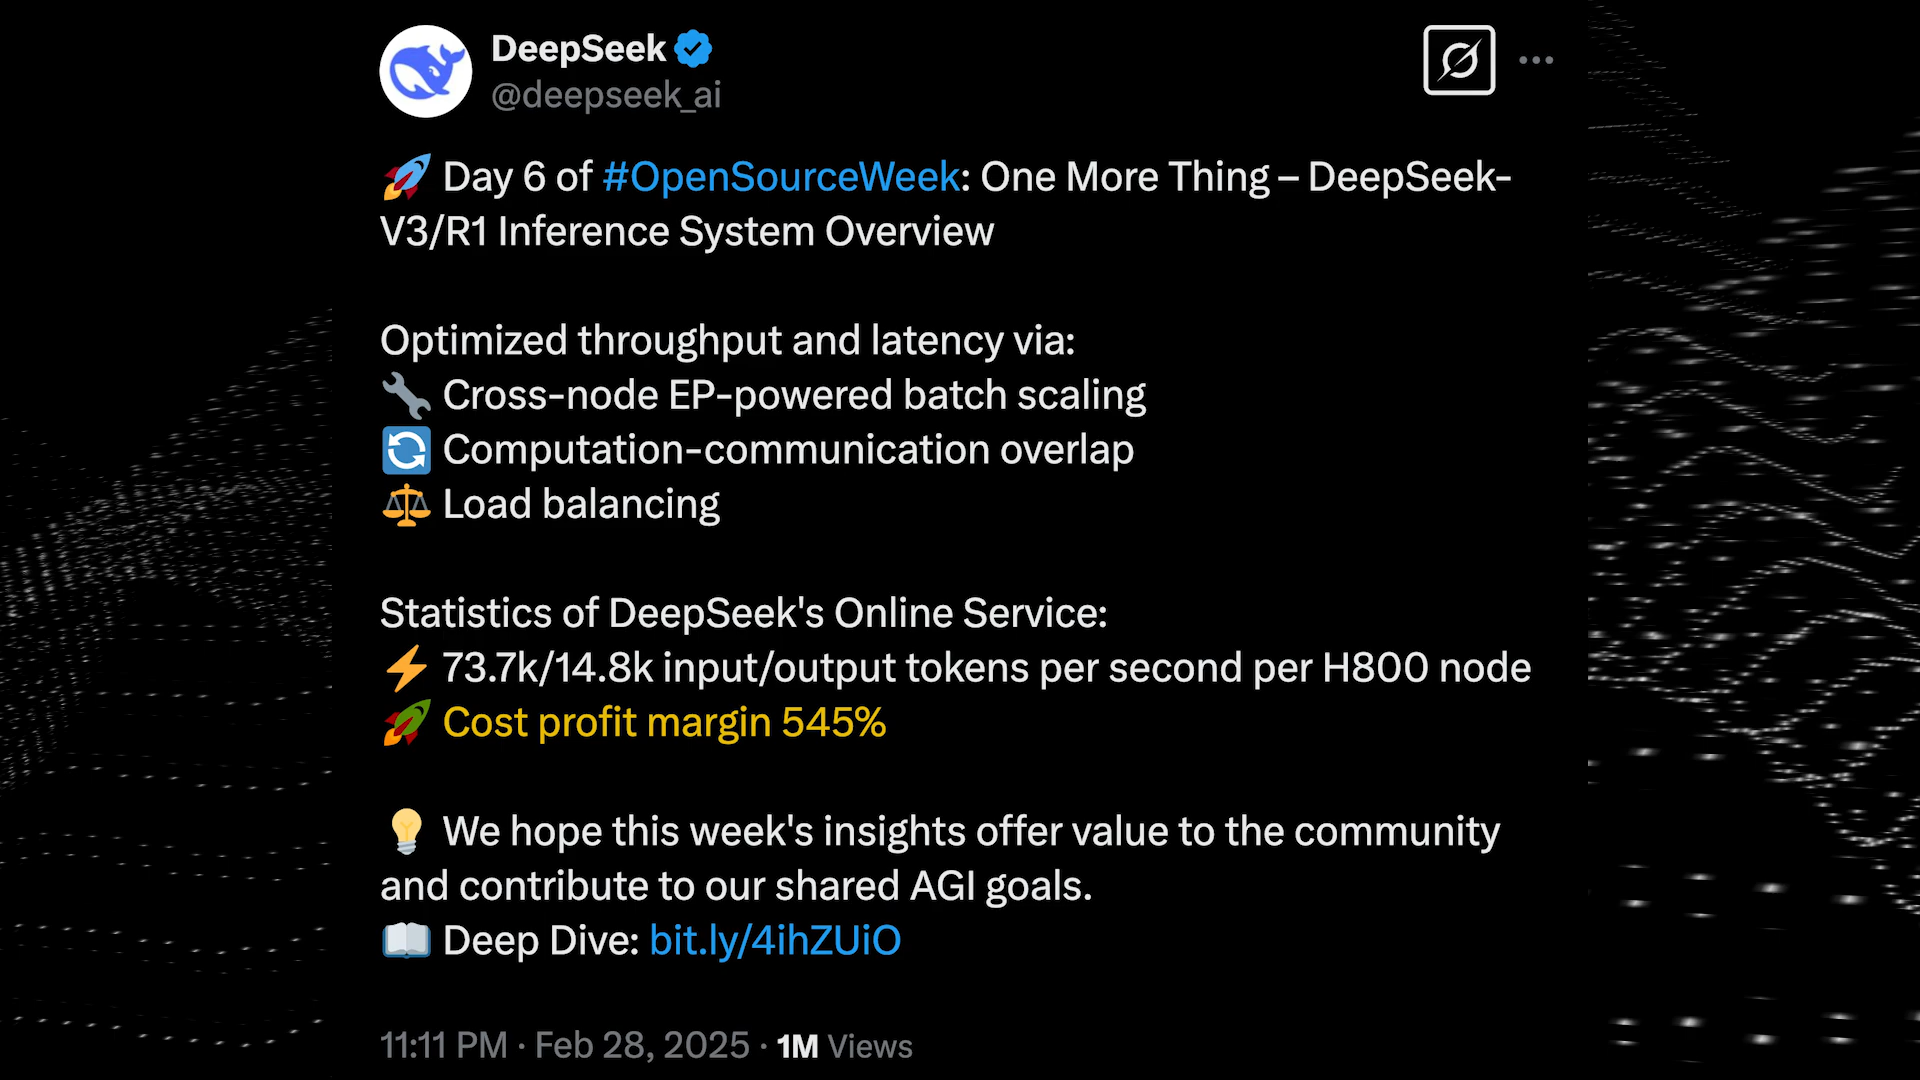 DeepSeek
@deepseek_ai
🚀 Day 6 of #OpenSourceWeek: One More Thing – DeepSeek-
V3/R1 Inference System Overview
Optimized throughput and latency via:
🔧 Cross-node EP-powered batch scaling
🔄 Computation-communication overlap
⚖️ Load balancing
Statistics of DeepSeek's Online Service:
⚡ 73.7k/14.8k input/output tokens per second per H800 node
🚀 Cost profit margin 545%
💡 We hope this week's insights offer value to the community
and contribute to our shared AGI goals.
📖 Deep Dive: bit.ly/4ihZUiO
11:11 PM · Feb 28, 2025 · 1M Views